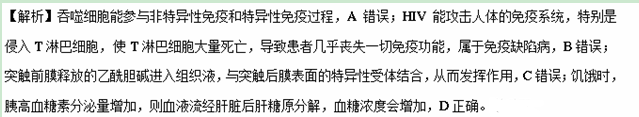 【解析】吞噬细胞能参与非特异性免疫和特异性免疫过程，A 错误；HIV 能攻击人体的免疫系统，特别是
侵入 T 淋巴细胞，使 T 淋巴细胞大量死亡，导致患者几乎丧失一切免疫功能，属于免疫缺陷病，B 错误；
突触前膜释放的乙酰胆碱进入组织液，与突触后膜表面的特异性受体结合，从而发挥作用，C 错误；饥饿时，
胰高血糖素分泌量增加，则血液流经肝脏后肝糖原分解，血糖浓度会增加，D 正确。